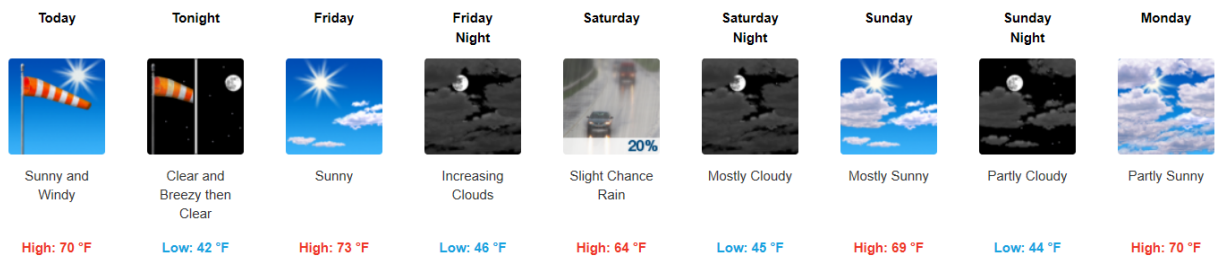 Today
Tonight
Friday
Friday
Night
Saturday
Saturday
Night
Sunday
Sunday
Night
Monday
20%
Sunny and
Windy
Clear and
Breezy then
Clear
Sunny
Increasing
Clouds
Slight Chance
Rain
Mostly Cloudy
Mostly Sunny
Partly Cloudy
Partly Sunny
High: 70 °F
Low: 42 °F
High: 73 °F
Low: 46 °F
High: 64 °F
Low: 45 °F
High: 69 °F
Low: 44 °F
High: 70 °F